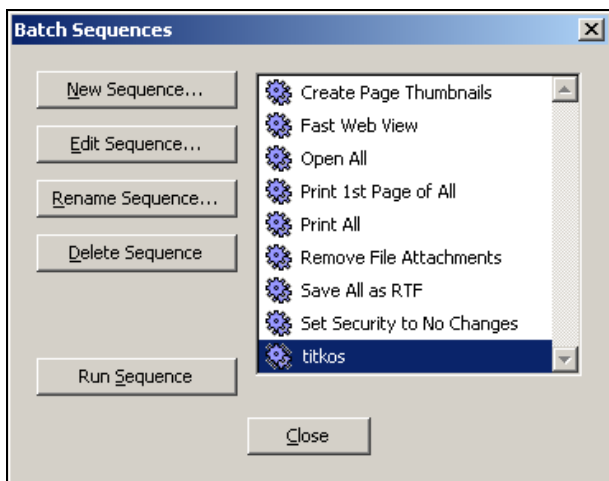 Batch Sequences
New Sequence...
Edit Sequence...
Rename Sequence...
Delete Sequence
Run Sequence
Create Page Thumbnails
Fast Web View
Open All
Print 1st Page of All
Print All
Remove File Attachments
Save All as RTF
Set Security to No Changes
titkos
Close